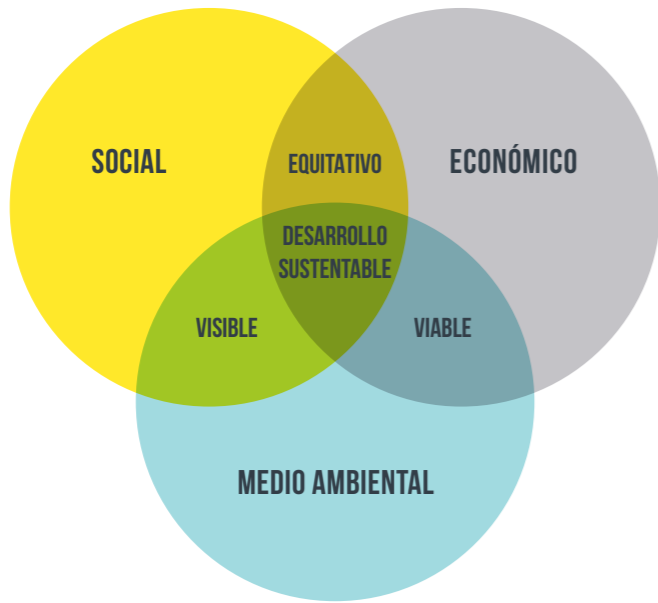 SOCIAL
EQUITATIVO
ECONÓMICO
DESARROLLO
SUSTENTABLE
VISIBLE
VIABLE
MEDIO AMBIENTAL